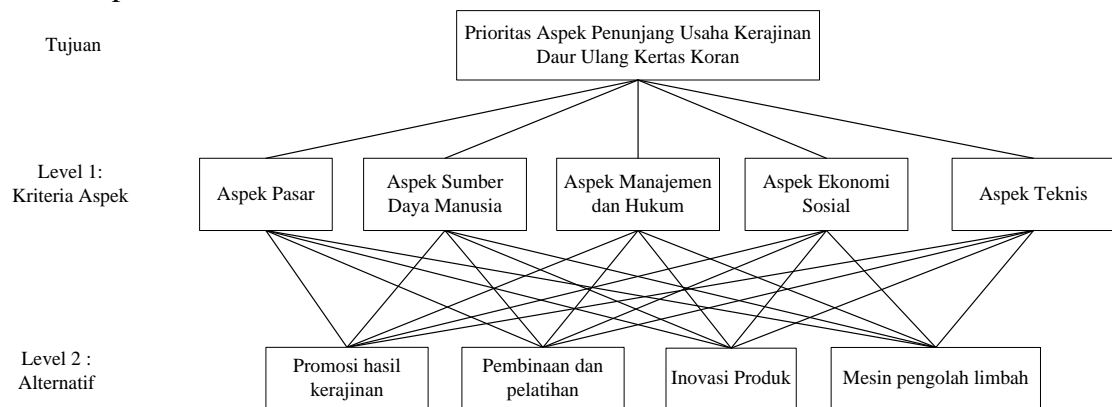 Tujuan
Prioritas Aspek Penunjang Usaha Kerajinan
Daur Ulang Kertas Koran
Level 1:
Kriteria Aspek
Aspek Pasar
Aspek Sumber
Daya Manusia
Aspek Manajemen
dan Hukum
Aspek Ekonomi
Sosial
Aspek Teknis
Level 2 :
Alternatif
Promosi hasil
kerajinan
Pembinaan dan
pelatihan
Inovasi Produk
Mesin pengolah limbah